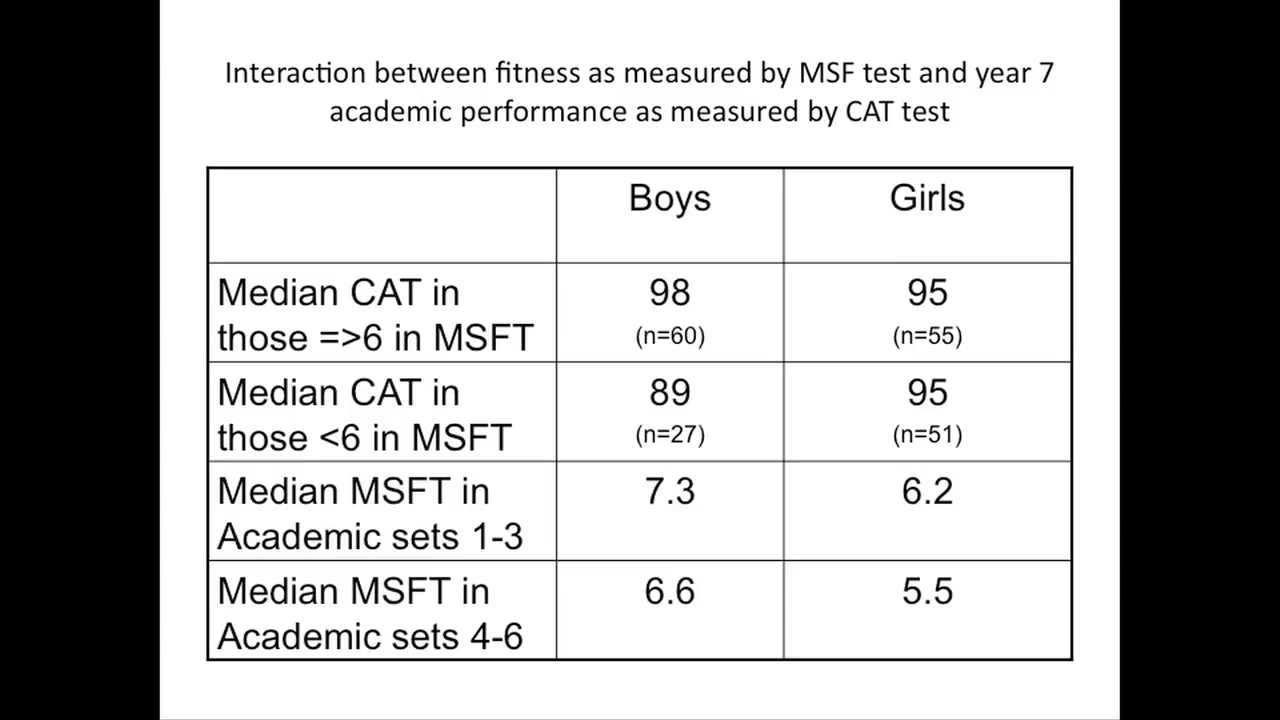 Interaction between fitness as measured by MSF test and year 7
academic performance as measured by CAT test
Boys
Girls
Median CAT in
those =>6 in MSFT
98
(n=60)
95
(n=55)
Median CAT in
those <6 in MSFT
89
(n=27)
95
(n=51)
Median MSFT in
Academic sets 1-3
7.3
6.2
Median MSFT in
Academic sets 4-6
6.6
5.5